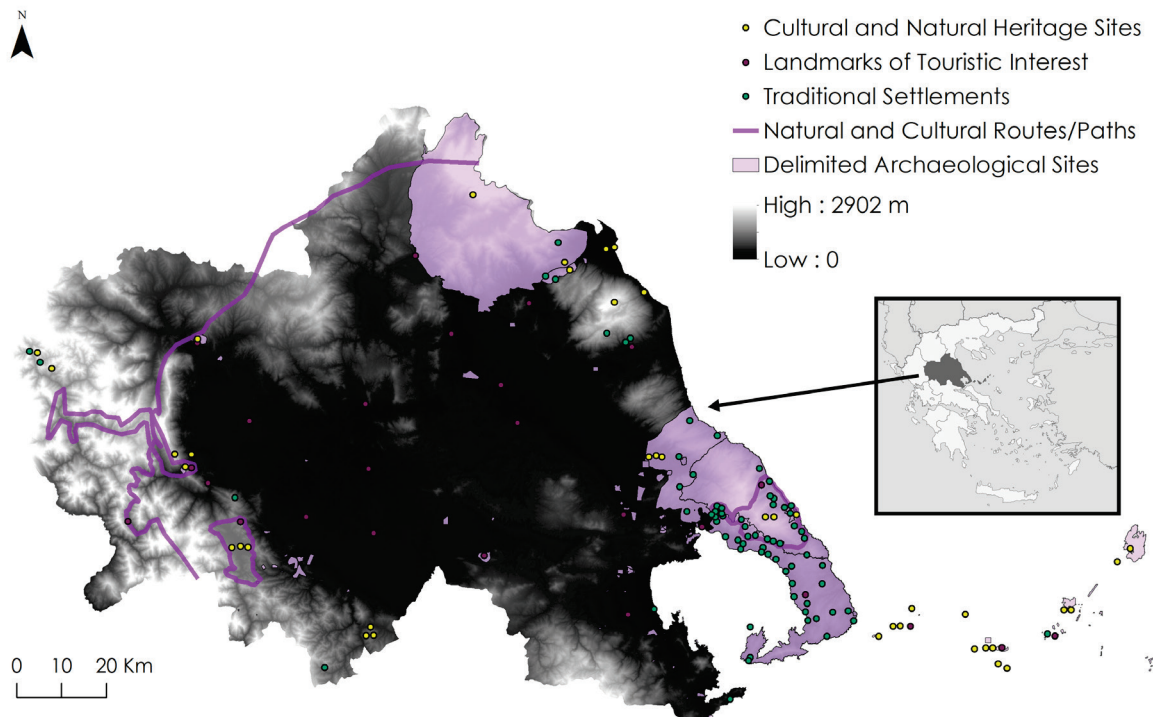 N
Cultural and Natural Heritage Sites
Landmarks of Touristic Interest
Traditional Settlements
Natural and Cultural Routes/Paths
Delimited Archaeological Sites
High : 2902 m
Low : 0
0 10 20 Km